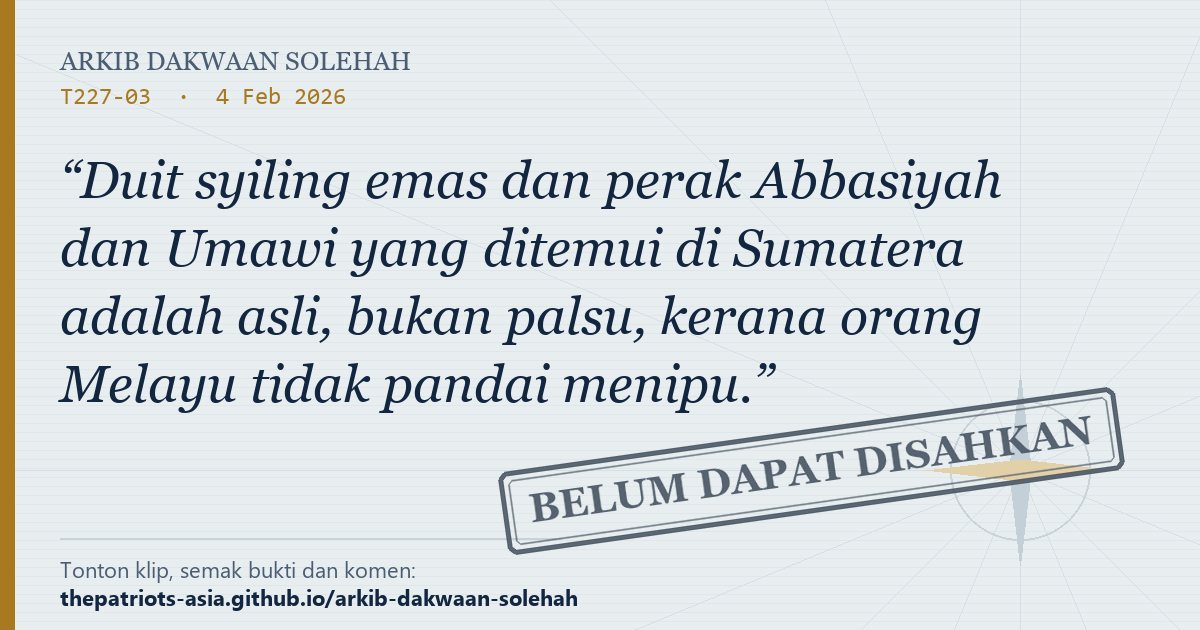 ARKIB DAKWAAN SOLEHAH
T227-03 · 4 Feb 2026
“Duit syiling emas dan perak Abbasiyah
dan Umawi yang ditemui di Sumatera
adalah asli, bukan palsu, kerana orang
Melayu tidak pandai menipu.”
BELUM DAPAT DISAHKAN
Tonton klip, semak bukti dan komen:
thepatriots-asia.github.io/arkib-dakwaan-solehah